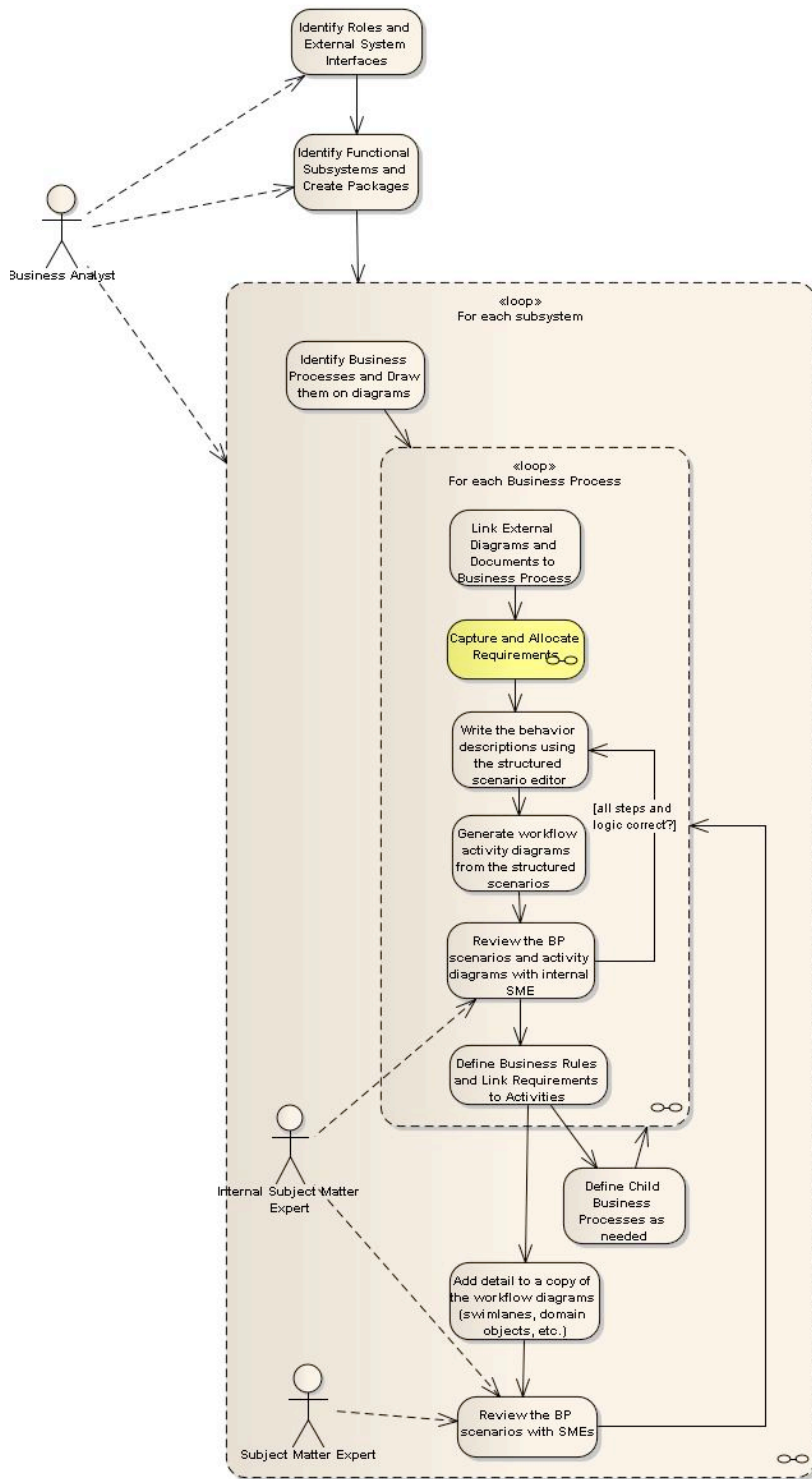 Identify Roles and
External System
Interfaces
Identify Functional
Subsystems and
Create Packages
Business Analyst
«loop»
For each subsystem
Identify Business
Processes and Draw
them on diagrams
«loop»
For each Business Process
Link External
Diagrams and
Documents to
Business Process
Capture and Allocate
Requirements
Write the behavior
descriptions using
the structured
scenario editor
[all steps and
logic correct?]
Generate workflow
activity diagrams
from the structured
scenarios
Review the BP
scenarios and activity
diagrams with internal
SME
Define Business Rules
and Link Requirements
to Activities
Internal Subject Matter
Expert
Define Child
Business
Processes as
needed
Add detail to a copy of
the workflow diagrams
(swimlanes, domain
objects, etc.)
Review the BP
scenarios with SMEs
Subject Matter Expert